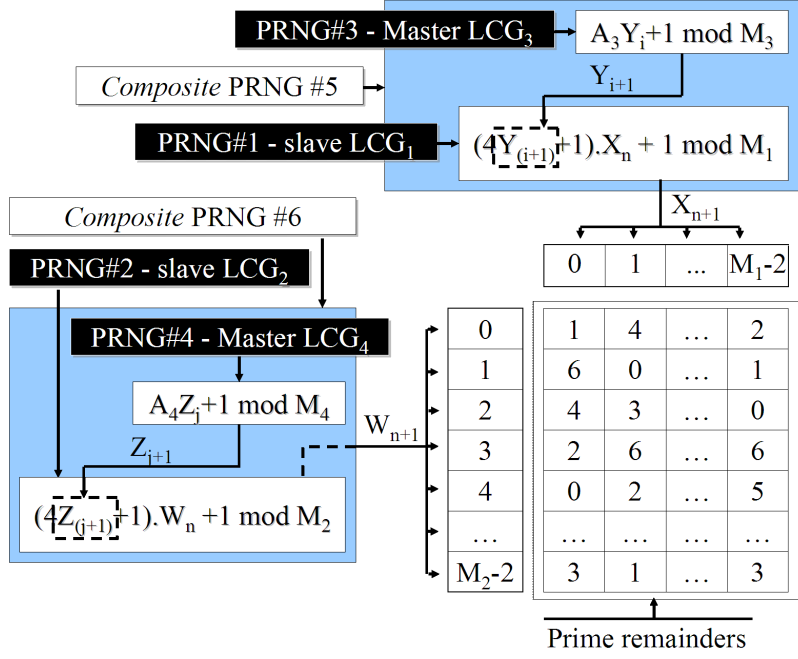 PRNG#3 - Master LCG₃
A₃Yᵢ+1 mod M₃
Composite PRNG #5
Yᵢ₊₁
PRNG#1 - slave LCG₁
(4Y₍ᵢ₊₁₎+1).Xₙ + 1 mod M₁
Xₙ₊₁
0 1 ... M₁-2
Composite PRNG #6
PRNG#2 - slave LCG₂
PRNG#4 - Master LCG₄
A₄Zⱼ+1 mod M₄
Zⱼ₊₁
(4Z₍ⱼ₊₁₎+1).Wₙ +1 mod M₂
Wₙ₊₁
0 1 4 … 2
1 6 0 … 1
2 4 3 … 0
3 2 6 … 6
4 0 2 … 5
… … … … …
M₂-2 3 1 … 3
Prime remainders